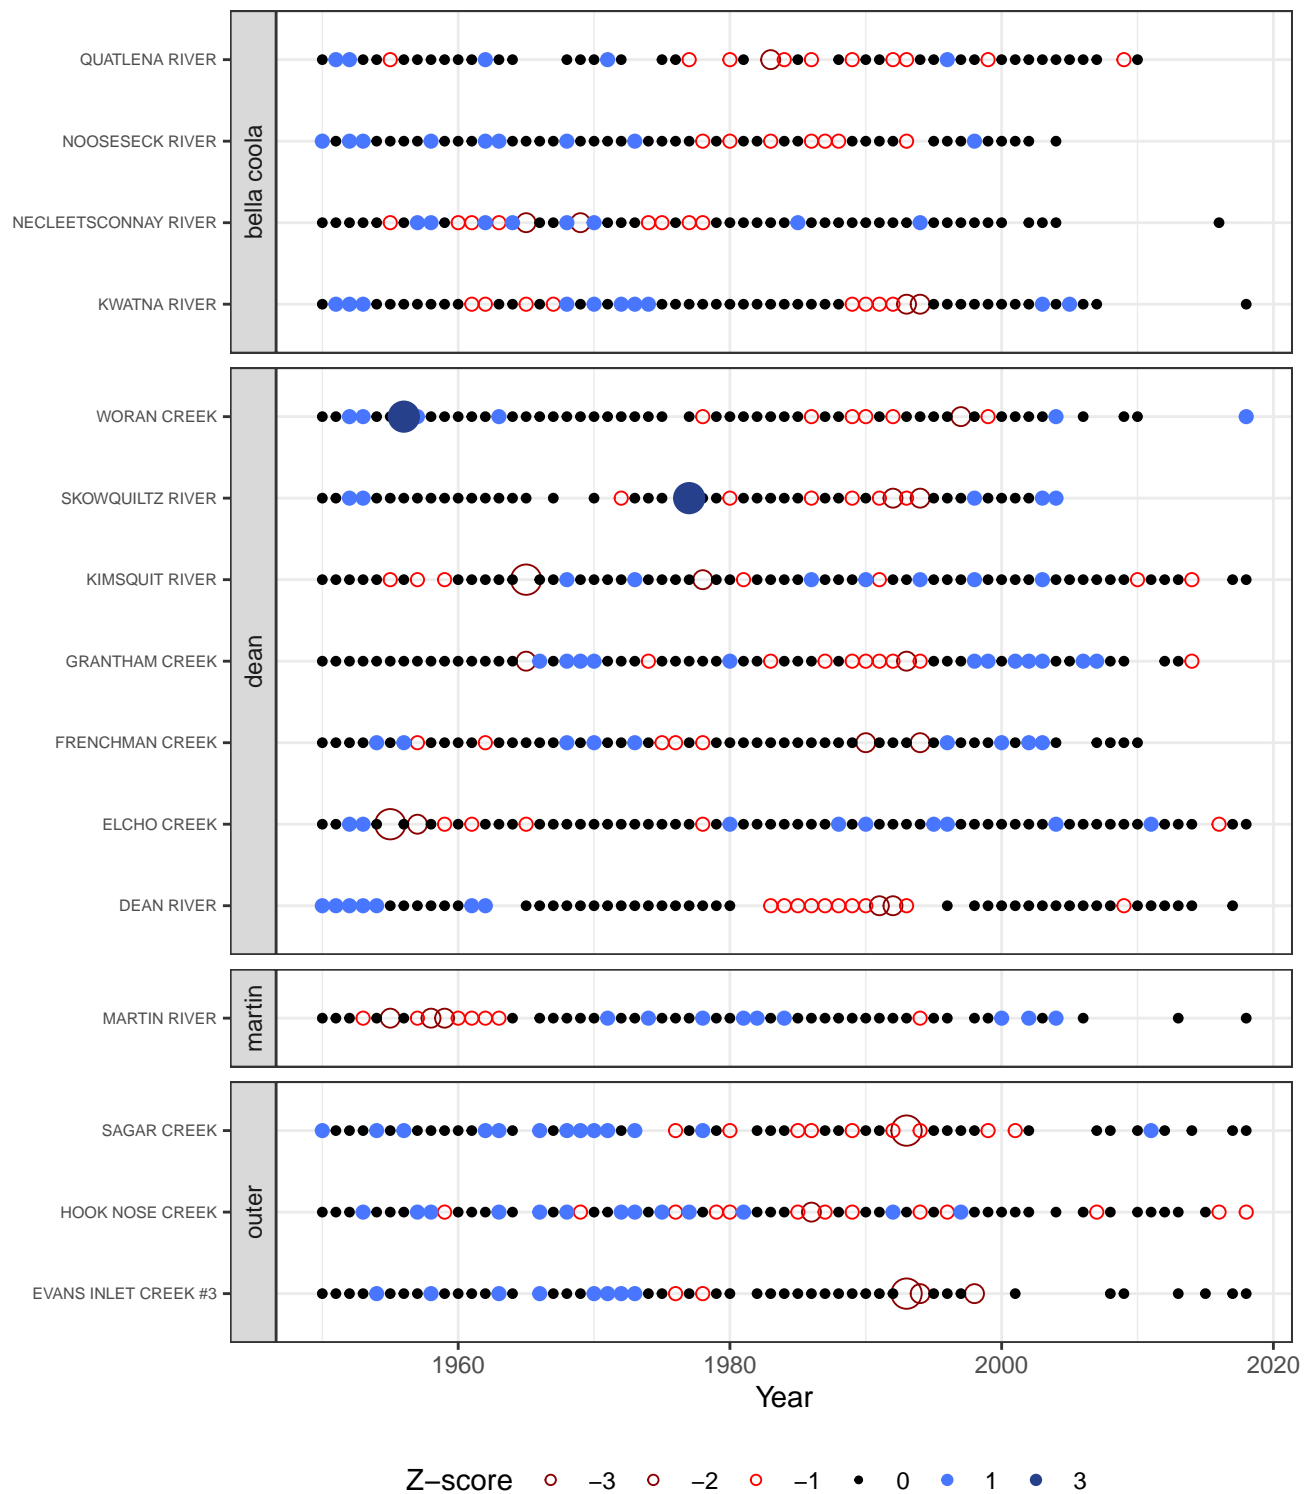 bella coola
QUATLENA RIVER
NOOSESECK RIVER
NECLEETSCONNAY RIVER
KWATNA RIVER
dean
WORAN CREEK
SKOWQUILTZ RIVER
KIMSQUIT RIVER
GRANTHAM CREEK
FRENCHMAN CREEK
ELCHO CREEK
DEAN RIVER
martin
MARTIN RIVER
outer
SAGAR CREEK
HOOK NOSE CREEK
EVANS INLET CREEK #3
1960 1980 2000 2020
Year
Z−score −3 −2 −1 0 1 3